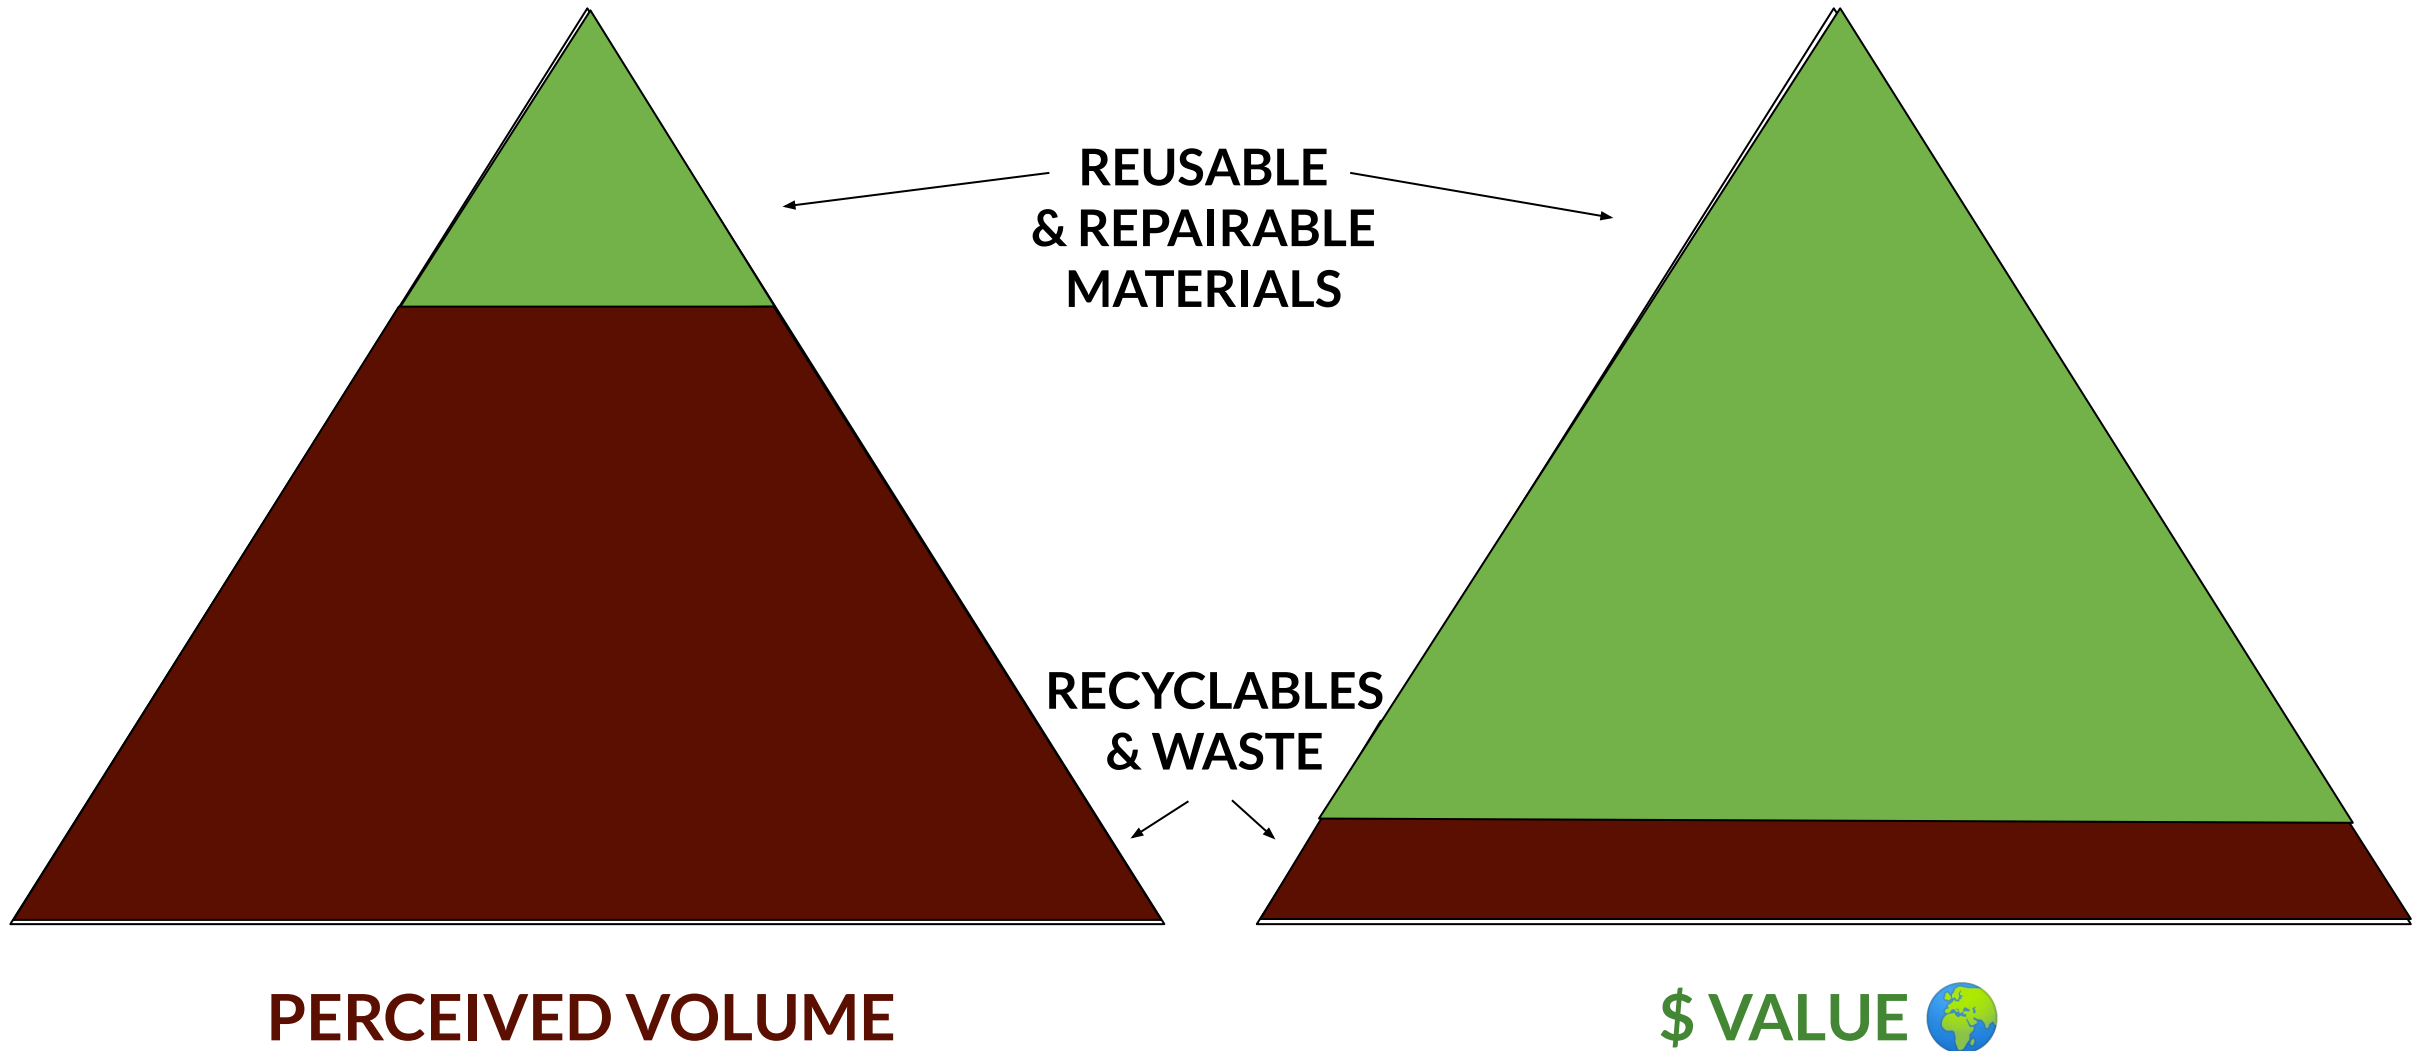 REUSABLE
& REPAIRABLE
MATERIALS
RECYCLABLES
& WASTE
PERCEIVED VOLUME
$ VALUE 🌍